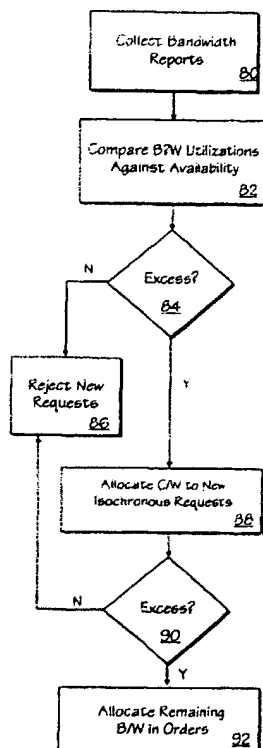 Collect Bandwidth
Reports
80
Compare B/W Utilizations
Against Availability
82
Excess?
84
N
Y
Reject New
Requests
86
Allocate C/W to New
Isochronous Requests
88
Excess?
90
N
Y
Allocate Remaining
B/W in Orders
92